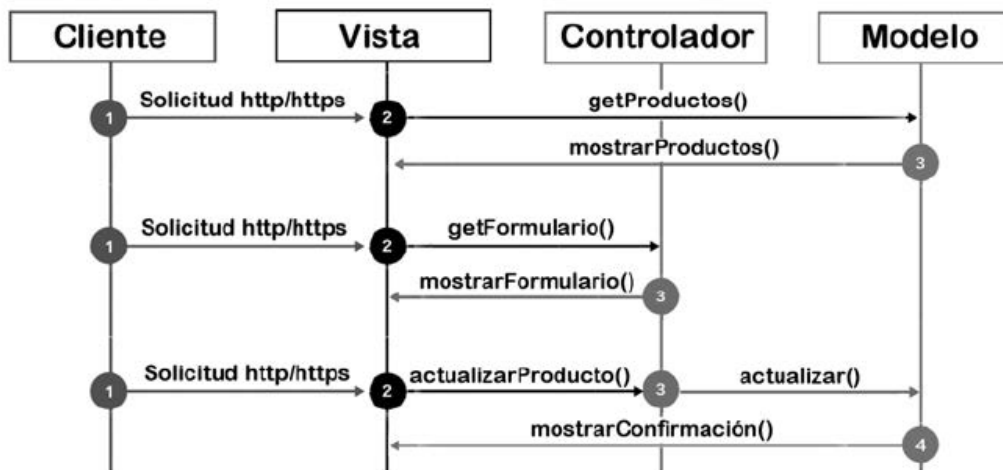 Cliente Vista Controlador Modelo
1 Solicitud http/https 2 getProductos()
mostrarProductos() 3
1 Solicitud http/https 2 getFormulario()
mostrarFormulario() 3
1 Solicitud http/https 2 actualizarProducto() 3 actualizar()
mostrarConfirmación() 4